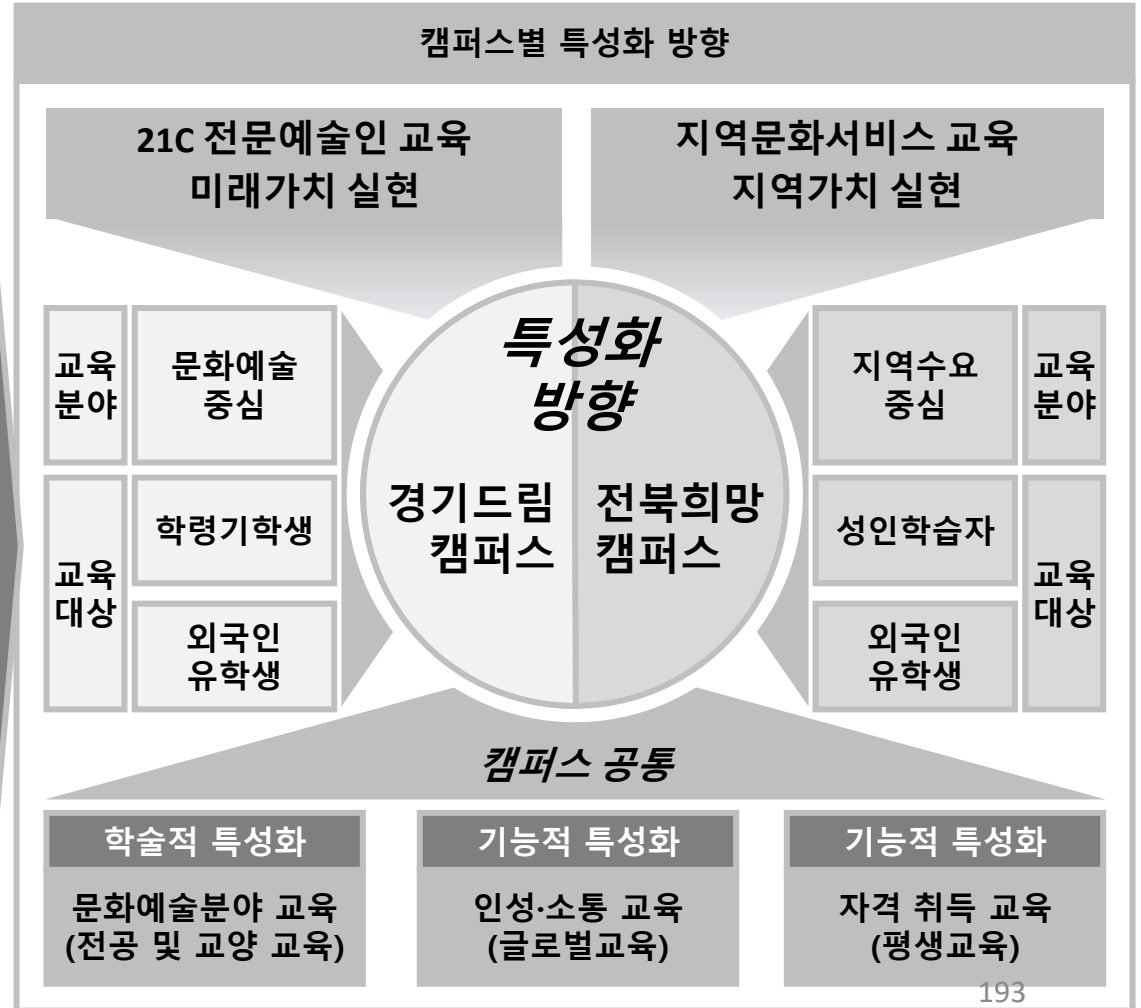 캠퍼스별 특성화 방향
21C 전문예술인 교육
미래가치 실현
지역문화서비스 교육
지역가치 실현
교육
분야
문화예술
중심
교육
대상
학령기학생
외국인
유학생
특성화
방향
경기드림
캠퍼스
전북희망
캠퍼스
지역수요
중심
교육
분야
성인학습자
외국인
유학생
교육
대상
캠퍼스 공통
학술적 특성화
문화예술분야 교육
(전공 및 교양 교육)
기능적 특성화
인성·소통 교육
(글로벌교육)
기능적 특성화
자격 취득 교육
(평생교육)
193